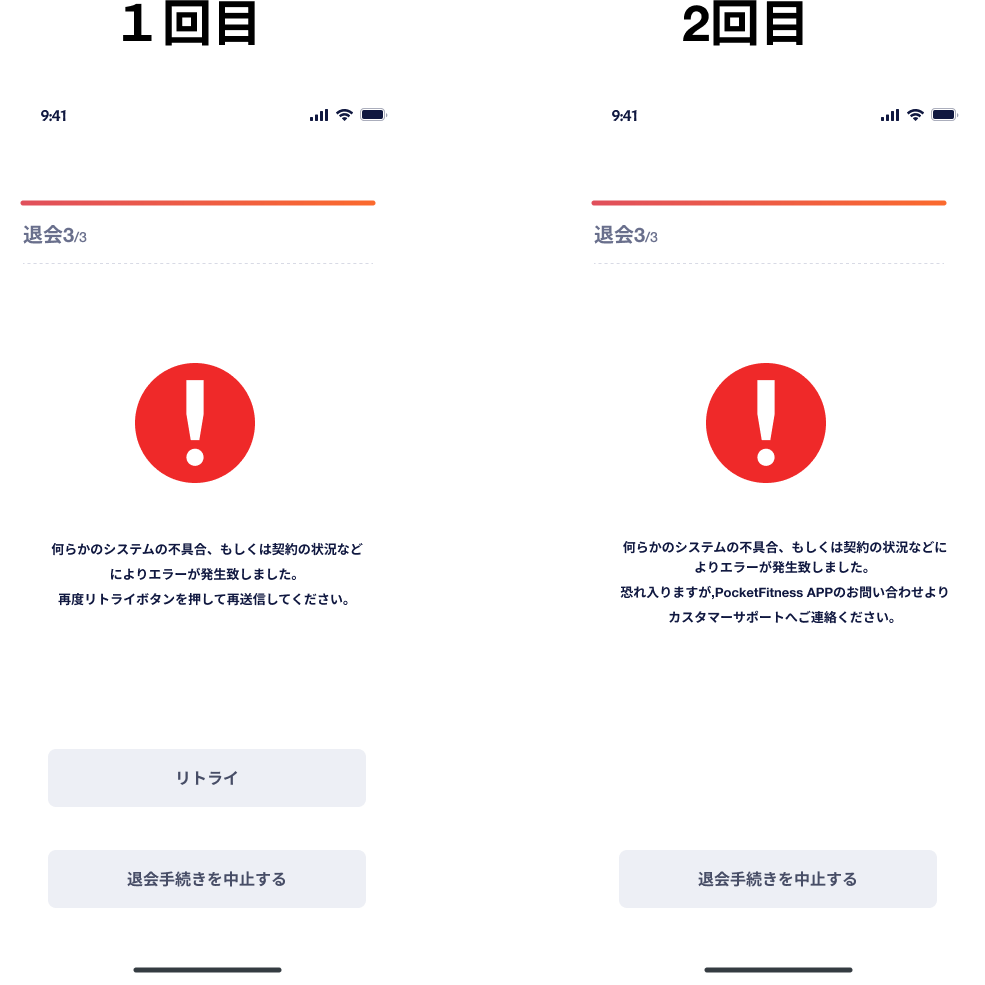 １回目
9:41
退会3/3
何らかのシステムの不具合、もしくは契約の状況など
によりエラーが発生致しました。
再度リトライボタンを押して再送信してください。
リトライ
退会手続きを中止する
2回目
9:41
退会3/3
何らかのシステムの不具合、もしくは契約の状況などに
よりエラーが発生致しました。
恐れ入りますが,PocketFitness APPのお問い合わせより
カスタマーサポートへご連絡ください。
退会手続きを中止する